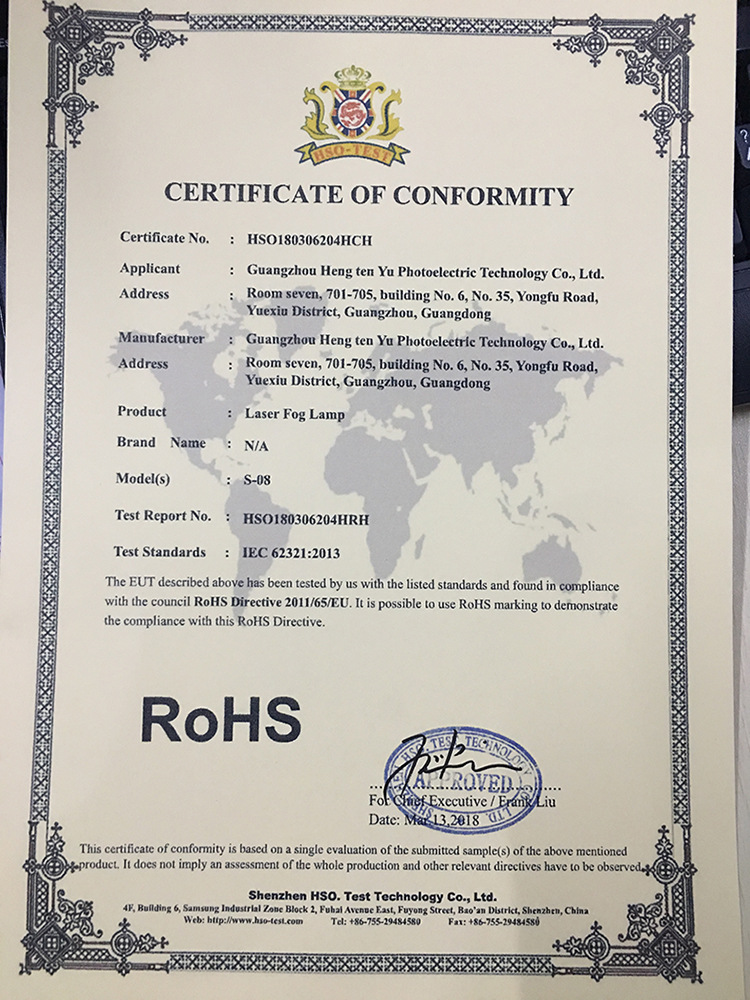 HSO-TEST
CERTIFICATE OF CONFORMITY
Certificate No. : HSO180306204HCH
Applicant : Guangzhou Heng ten Yu Photoelectric Technology Co., Ltd.
Address : Room seven, 701-705, building No. 6, No. 35, Yongfu Road,
Yuexiu District, Guangzhou, Guangdong
Manufacturer : Guangzhou Heng ten Yu Photoelectric Technology Co., Ltd.
Address : Room seven, 701-705, building No. 6, No. 35, Yongfu Road,
Yuexiu District, Guangzhou, Guangdong
Product : Laser Fog Lamp
Brand Name : N/A
Model(s) : S-08
Test Report No. : HSO180306204HRH
Test Standards : IEC 62321:2013
The EUT described above has been tested by us with the listed standards and found in compliance
with the council RoHS Directive 2011/65/EU. It is possible to use RoHS marking to demonstrate
the compliance with this RoHS Directive.
RoHS
SHENZHEN HSO. TEST TECHNOLOGY CO., LTD.
APPROVED
For Chief Executive / Frank Liu
Date: Mar.13,2018
This certificate of conformity is based on a single evaluation of the submitted sample(s) of the above mentioned
product. It does not imply an assessment of the whole production and other relevant directives have to be observed.
Shenzhen HSO. Test Technology Co., Ltd.
4F, Building 6, Samsung Industrial Zone Block 2, Fuhai Avenue East, Fuyong Street, Bao'an District, Shenzhen, China
Web: http://www.hso-test.com Tel: +86-755-29484580 Fax: +86-755-29484580